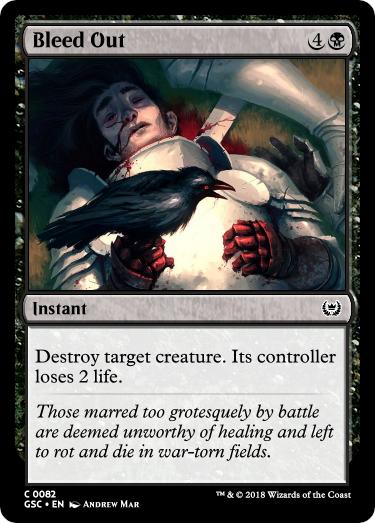 Bleed Out 4
Instant
Destroy target creature. Its controller
loses 2 life.
Those marred too grotesquely by battle
are deemed unworthy of healing and left
to rot and die in war-torn fields.
C 0082
GSC • EN Andrew Mar
™ & © 2018 Wizards of the Coast